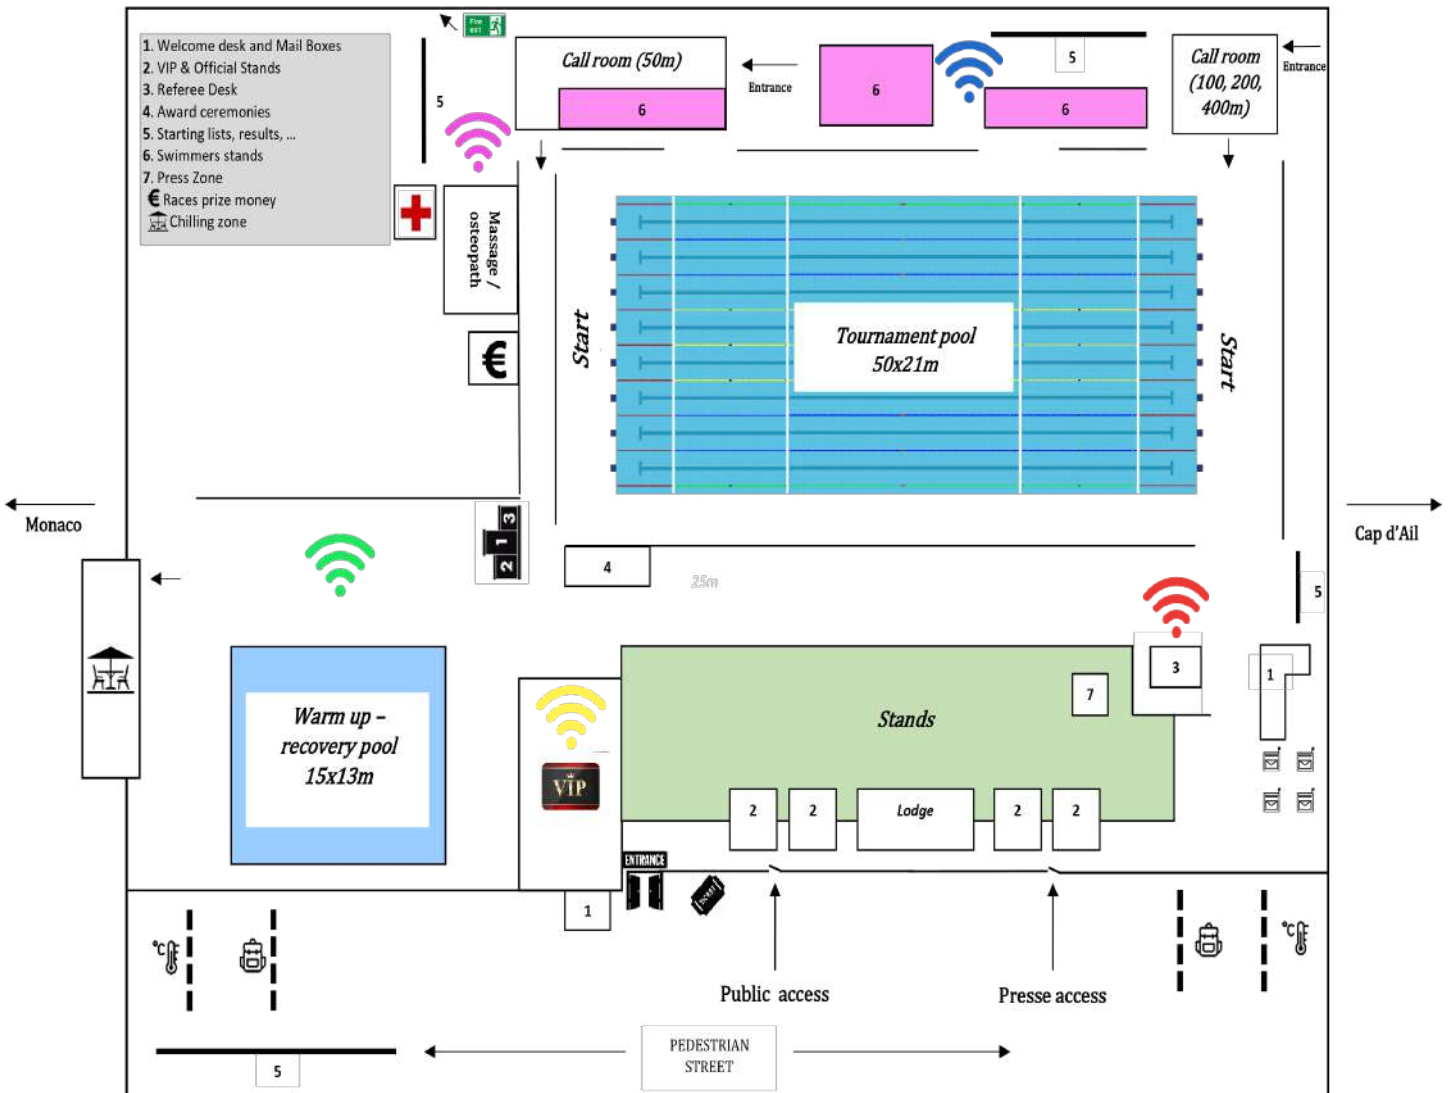 Fire
exit
1. Welcome desk and Mail Boxes
2. VIP & Official Stands
3. Referee Desk
4. Award ceremonies
5. Starting lists, results, ...
6. Swimmers stands
7. Press Zone
€ Races prize money
Chilling zone
5
Call room (50m)
6
Entrance
6
5
6
Call room
(100, 200,
400m)
Entrance
Massage /
osteopath
€
Start
Tournament pool
50x21m
Start
Monaco
Cap d'Ail
3
1
2
4
25m
5
3
1
7
Stands
Warm up –
recovery pool
15x13m
VIP
2
2
Lodge
2
2
ENTRANCE
TICKET
1
°C
°C
Public access
Presse access
PEDESTRIAN
STREET
5